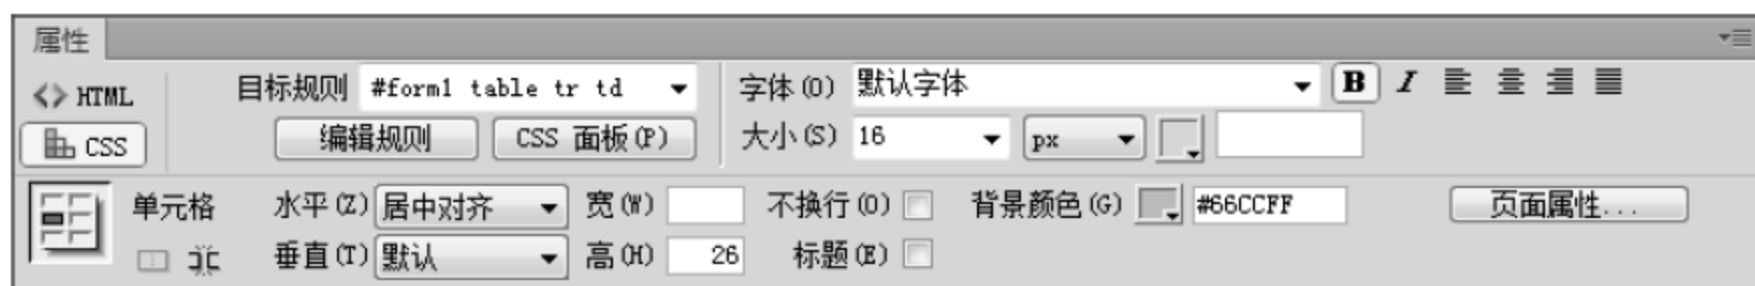 属性
HTML 目标规则 #form1 table tr td 字体(O) 默认字体 B I
CSS 编辑规则 CSS 面板(P) 大小(S) 16 px
单元格 水平(Z) 居中对齐 宽(W) 不换行(O) 背景颜色(G) #66CCFF 页面属性...
垂直(T) 默认 高(H) 26 标题(E)